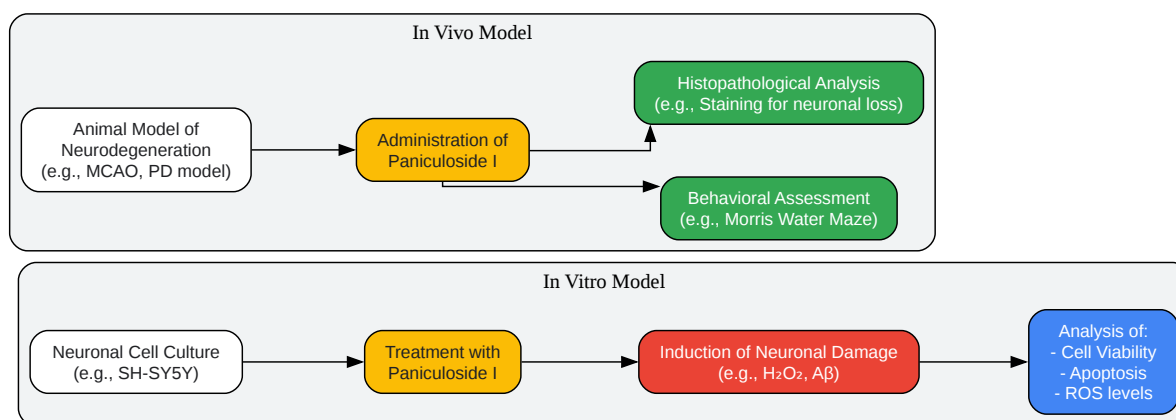 In Vivo Model
Animal Model of
Neurodegeneration
(e.g., MCAO, PD model)
Administration of
Paniculoside I
Histopathological Analysis
(e.g., Staining for neuronal loss)
Behavioral Assessment
(e.g., Morris Water Maze)
In Vitro Model
Neuronal Cell Culture
(e.g., SH-SY5Y)
Treatment with
Paniculoside I
Induction of Neuronal Damage
(e.g., H₂O₂, Aβ)
Analysis of:
- Cell Viability
- Apoptosis
- ROS levels